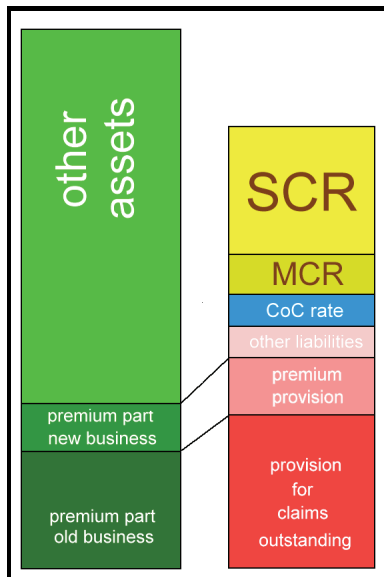 other
assets
premium part
new business
premium part
old business
SCR
MCR
CoC rate
other liabilities
premium
provision
provision
for
claims
outstanding